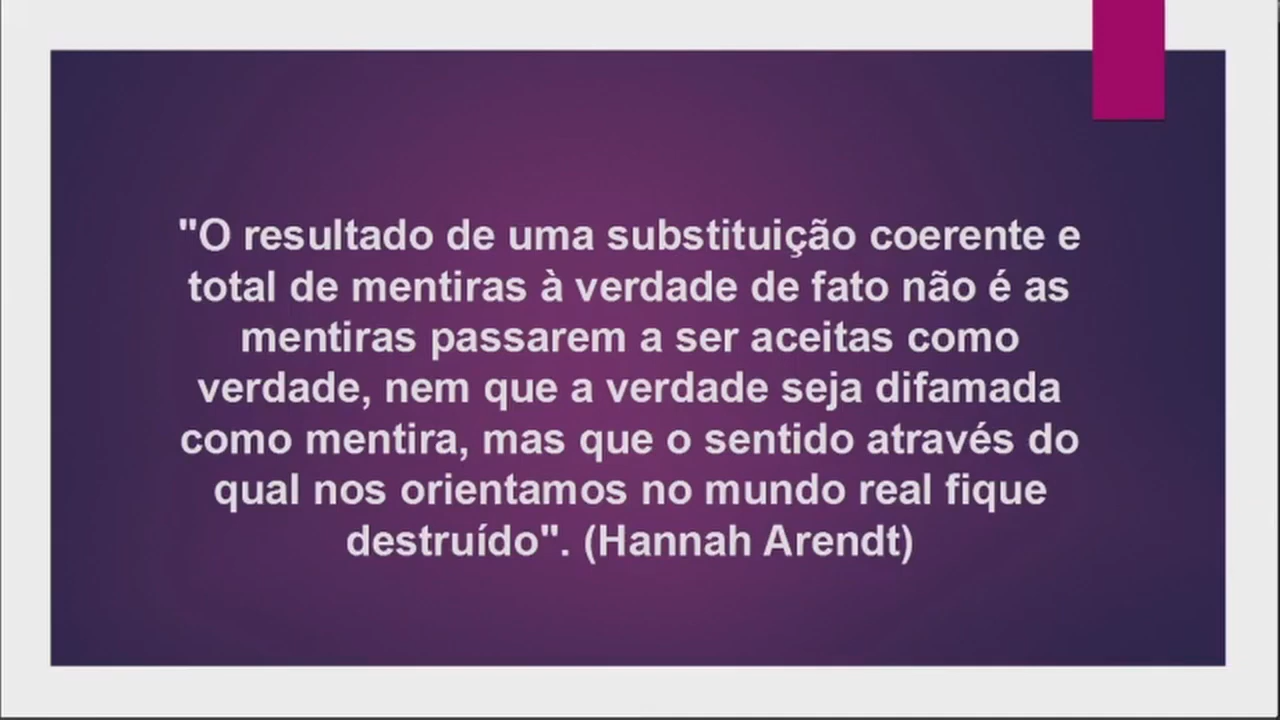 "O resultado de uma substituição coerente e
total de mentiras à verdade de fato não é as
mentiras passarem a ser aceitas como
verdade, nem que a verdade seja difamada
como mentira, mas que o sentido através do
qual nos orientamos no mundo real fique
destruído". (Hannah Arendt)